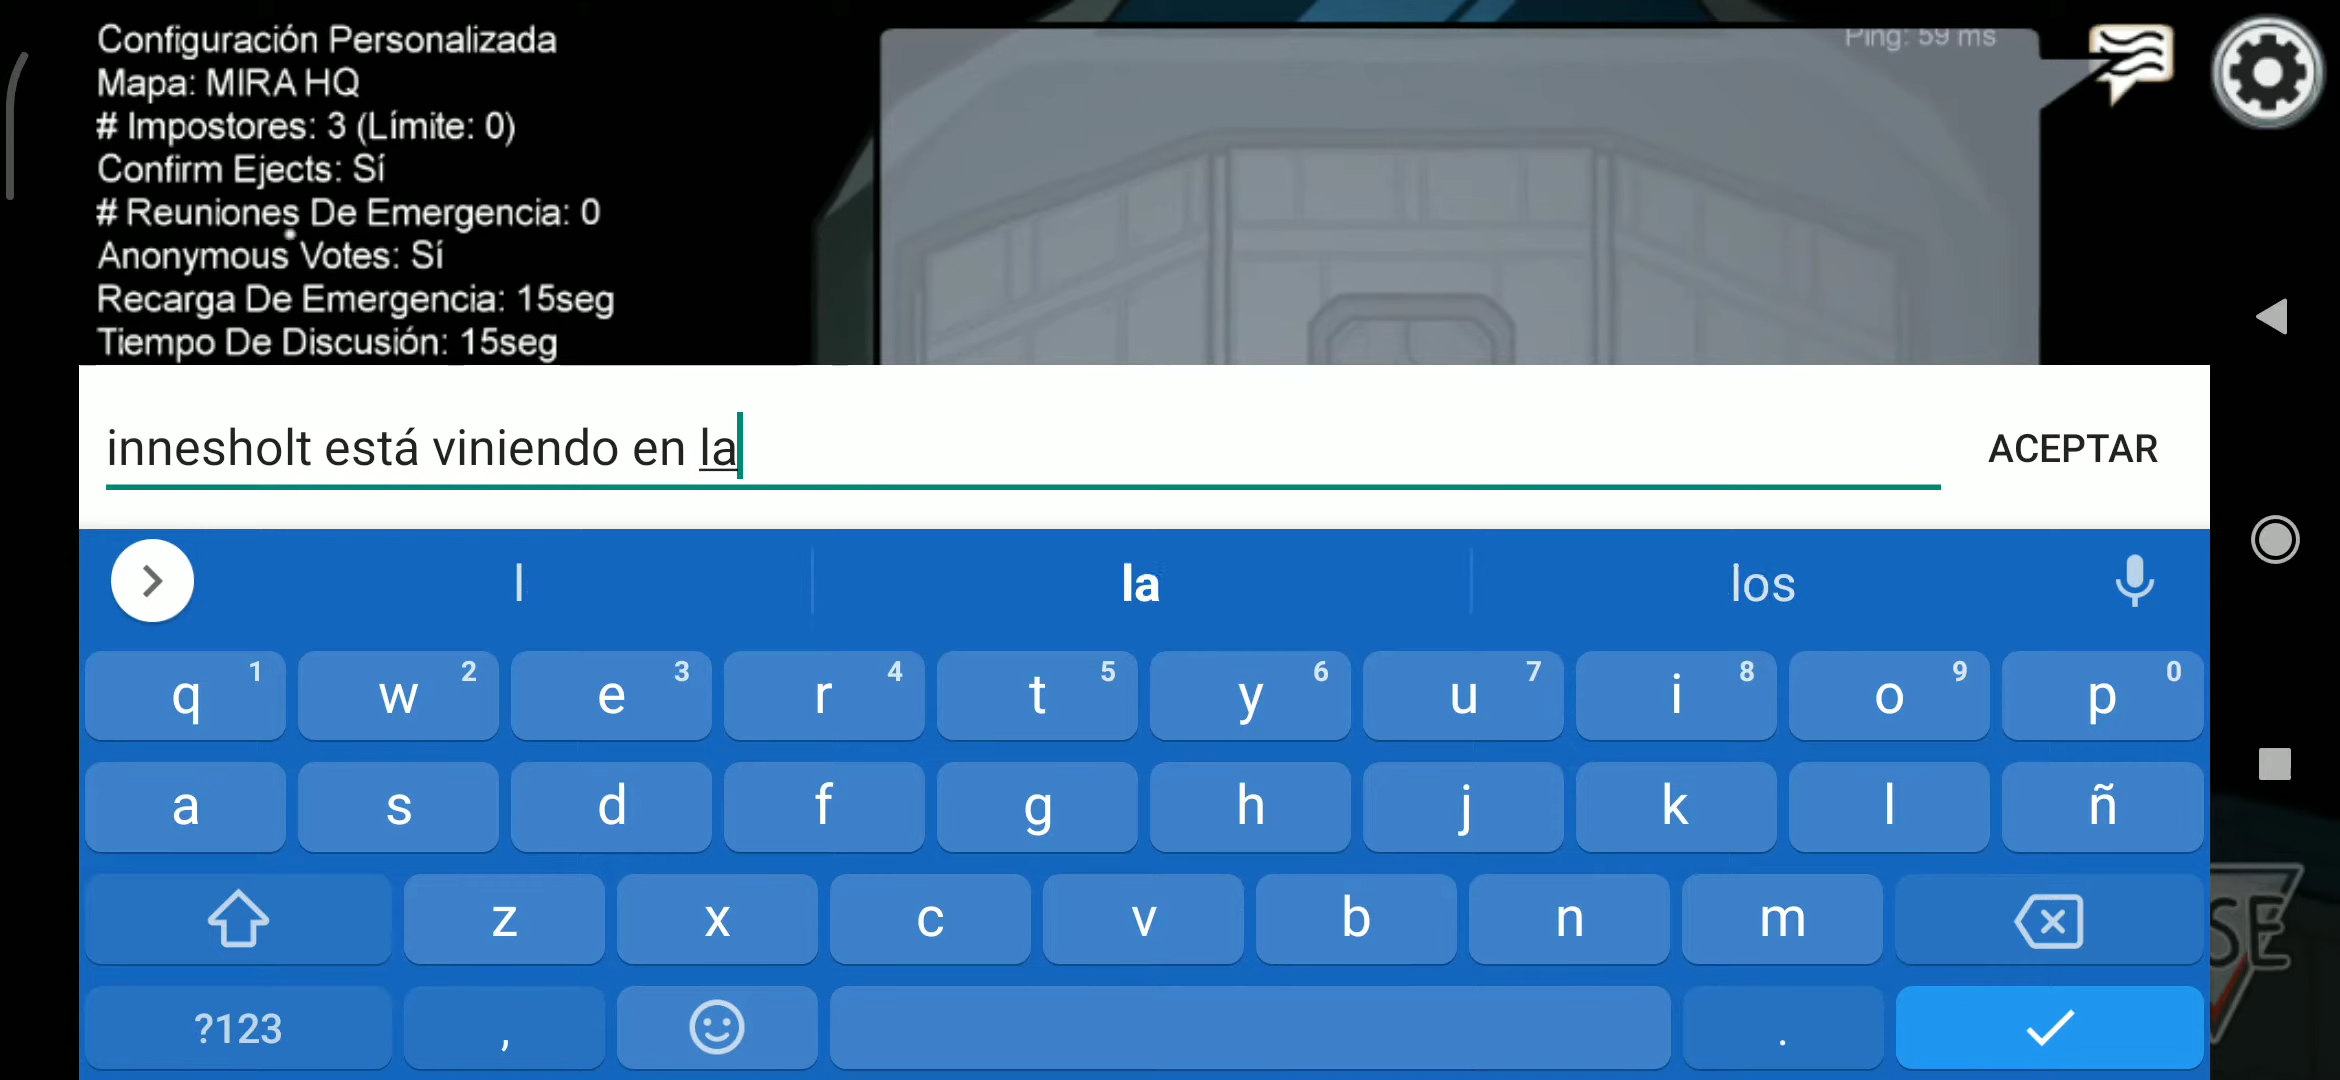 Configuración Personalizada
Mapa: MIRA HQ
# Impostores: 3 (Límite: 0)
Confirm Ejects: Sí
# Reuniones De Emergencia: 0
Anonymous Votes: Sí
Recarga De Emergencia: 15seg
Tiempo De Discusión: 15seg
Ping: 59 ms
innesholt está viniendo en la
ACEPTAR
l la los
q 1 w 2 e 3 r 4 t 5 y 6 u 7 i 8 o 9 p 0
a s d f g h j k l ñ
z x c v b n m
?123 , .